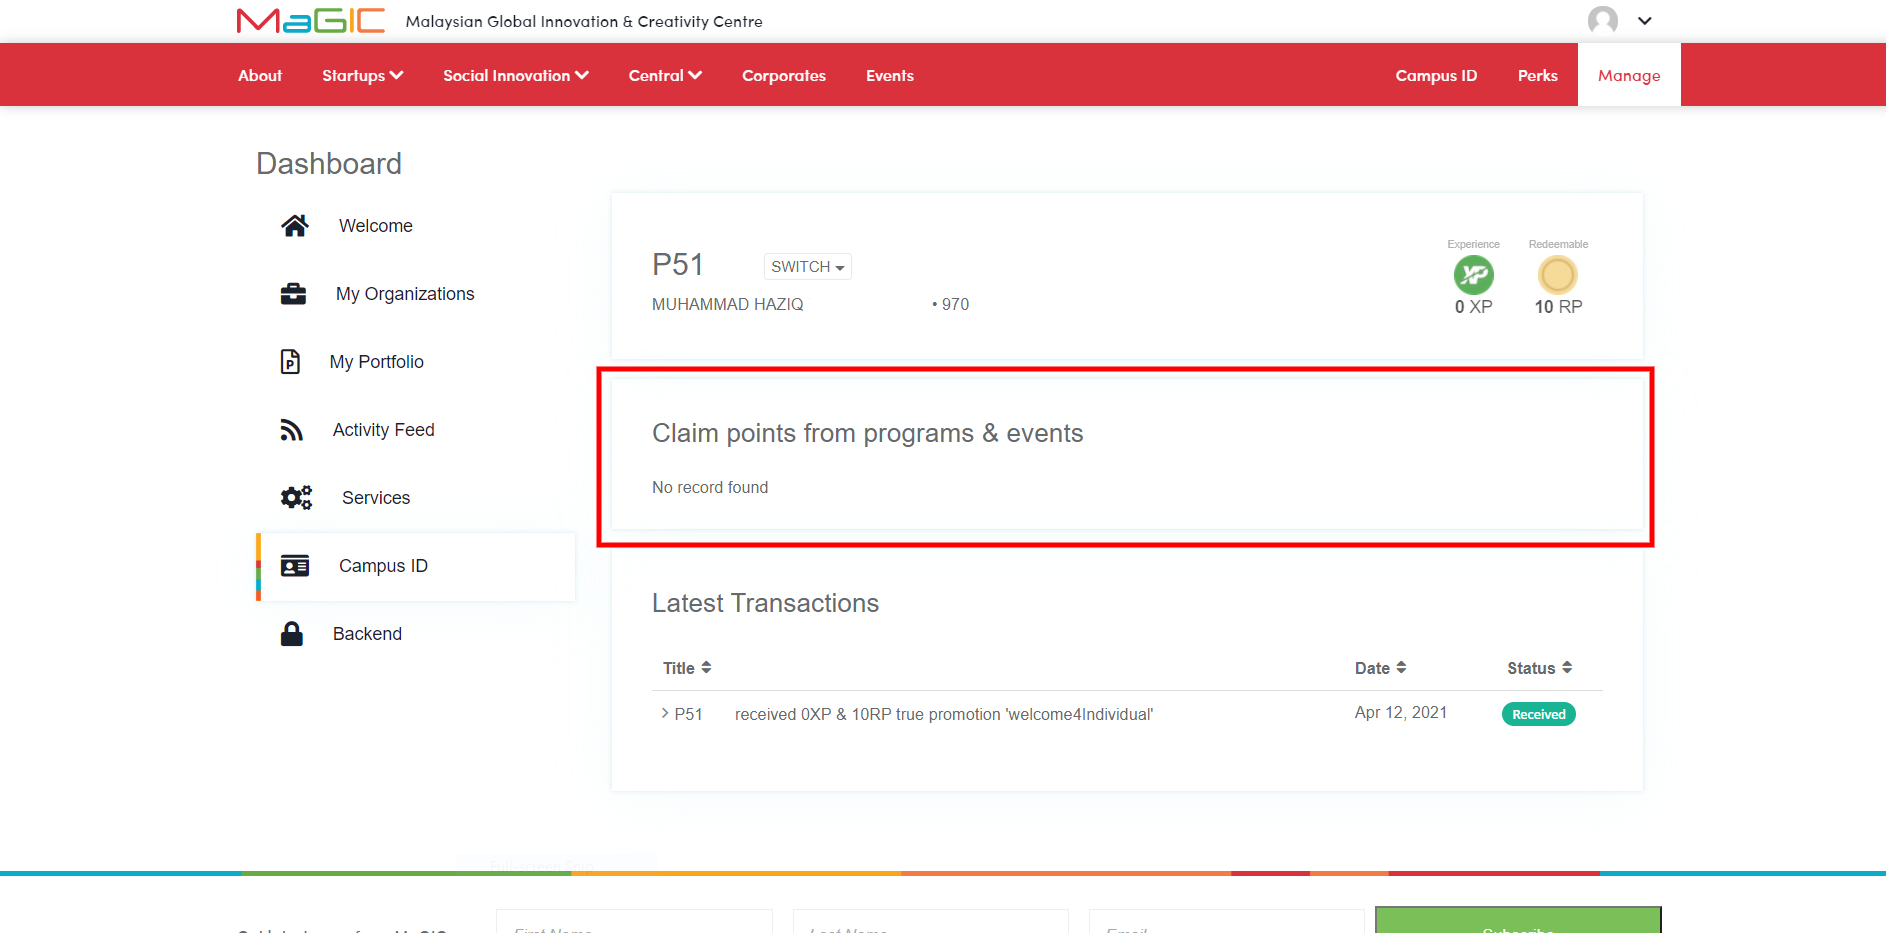 MaGIC Malaysian Global Innovation & Creativity Centre
About Startups Social Innovation Central Corporates Events Campus ID Perks Manage
Dashboard
Welcome
My Organizations
My Portfolio
Activity Feed
Services
Campus ID
Backend
P51 SWITCH
MUHAMMAD HAZIQ • 970
Experience Redeemable
XP
0 XP 10 RP
Claim points from programs & events
No record found
Latest Transactions
Title Date Status
P51 received 0XP & 10RP true promotion 'welcome4Individual' Apr 12, 2021 Received
First Name Last Name Email Subscribe